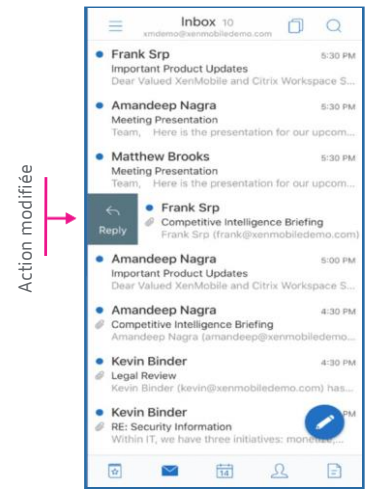 Inbox 10
xmdemo@xenmobiledemo.com
Frank Srp 5:30 PM
Important Product Updates
Dear Valued XenMobile and Citrix Workspace S...
Amandeep Nagra 5:30 PM
Meeting Presentation
Team, Here is the presentation for our upcom...
Matthew Brooks 5:30 PM
Meeting Presentation
Team, Here is the presentation for our upcom...
Action modifiée
Reply
Frank Srp
Competitive Intelligence Briefing
Frank Srp (frank@xenmobiledemo.com)
Amandeep Nagra 5:00 PM
Important Product Updates
Dear Valued XenMobile and Citrix Workspace S...
Amandeep Nagra 4:30 PM
Competitive Intelligence Briefing
Amandeep Nagra (amandeep@xenmobiledemo...
Kevin Binder 4:30 PM
Legal Review
Kevin Binder (kevin@xenmobiledemo.com) has...
Kevin Binder PM
RE: Security Information
Within IT, we have three initiatives: monetize,...
14